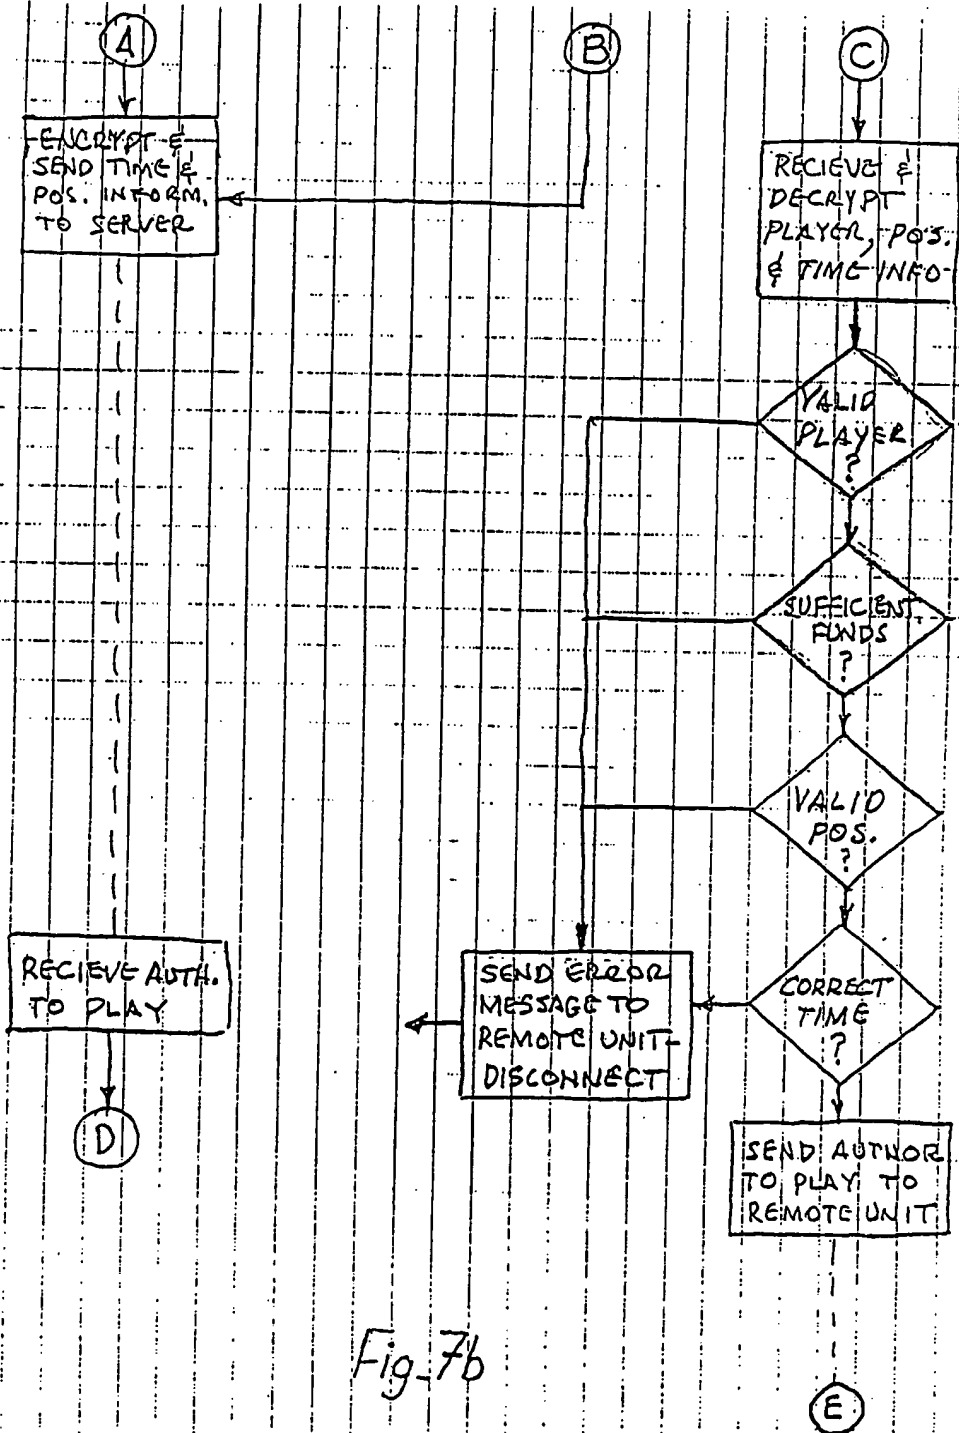 A
B
C
ENCRYPT &
SEND TIME &
POS. INFORM.
TO SERVER
RECIEVE &
DECRYPT
PLAYER, POS.
& TIME INFO
VALID
PLAYER
?
SUFFICIENT
FUNDS
?
VALID
POS.
?
RECIEVE AUTH.
TO PLAY
SEND ERROR
MESSAGE TO
REMOTE UNIT-
DISCONNECT
CORRECT
TIME
?
D
SEND AUTHOR
TO PLAY TO
REMOTE UNIT
Fig_7b
E